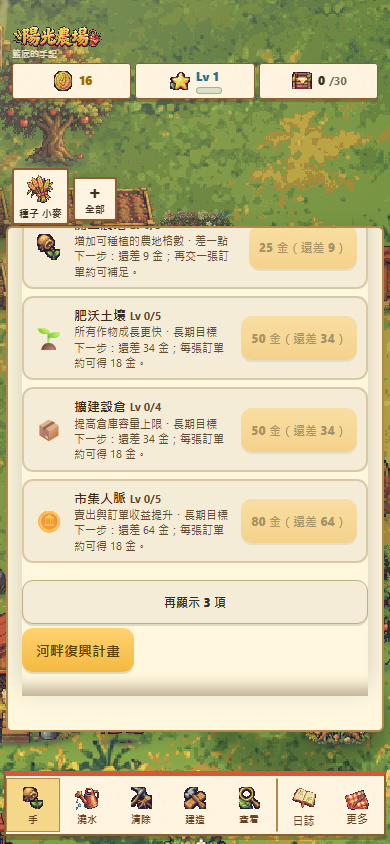 陽光農場
籃底的手記
16
Lv 1
0 /30
種子 小麥
+
全部
增加可種植的農地格數．差一點
下一步：還差 9 金；再交一張訂
單約可補足。
25 金（還差 9 ）
肥沃土壤 Lv 0/5
所有作物成長更快．長期目標
下一步：還差 34 金；每張訂單
約可得 18 金。
50 金（還差 34 ）
擴建穀倉 Lv 0/4
提高倉庫容量上限．長期目標
下一步：還差 34 金；每張訂單
約可得 18 金。
50 金（還差 34 ）
市集人脈 Lv 0/5
賣出與訂單收益提升．長期目標
下一步：還差 64 金；每張訂單
約可得 18 金。
80 金（還差 64 ）
再顯示 3 項
河畔復興計畫
手
澆水
清除
建造
查看
日誌
更多